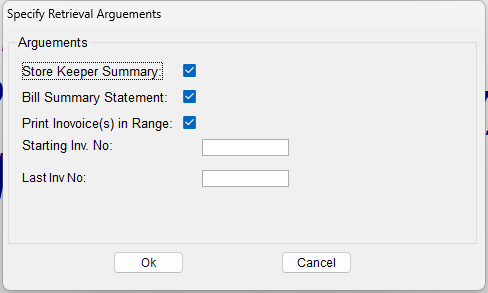 Specify Retrieval Arguements
Arguements
Store Keeper Summary:
Bill Summary Statement:
Print Inovoice(s) in Range:
Starting Inv. No:
Last Inv No:
Ok Cancel